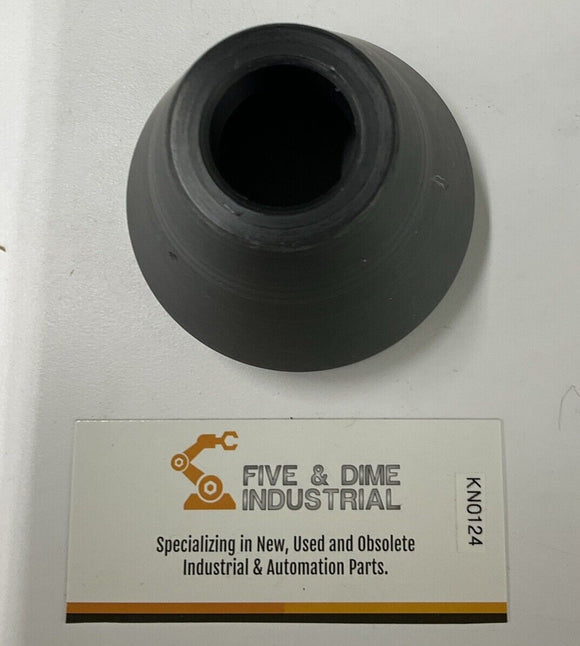 FIVE & DIME
INDUSTRIAL
Specializing in New, Used and Obsolete
Industrial & Automation Parts.
KN0124